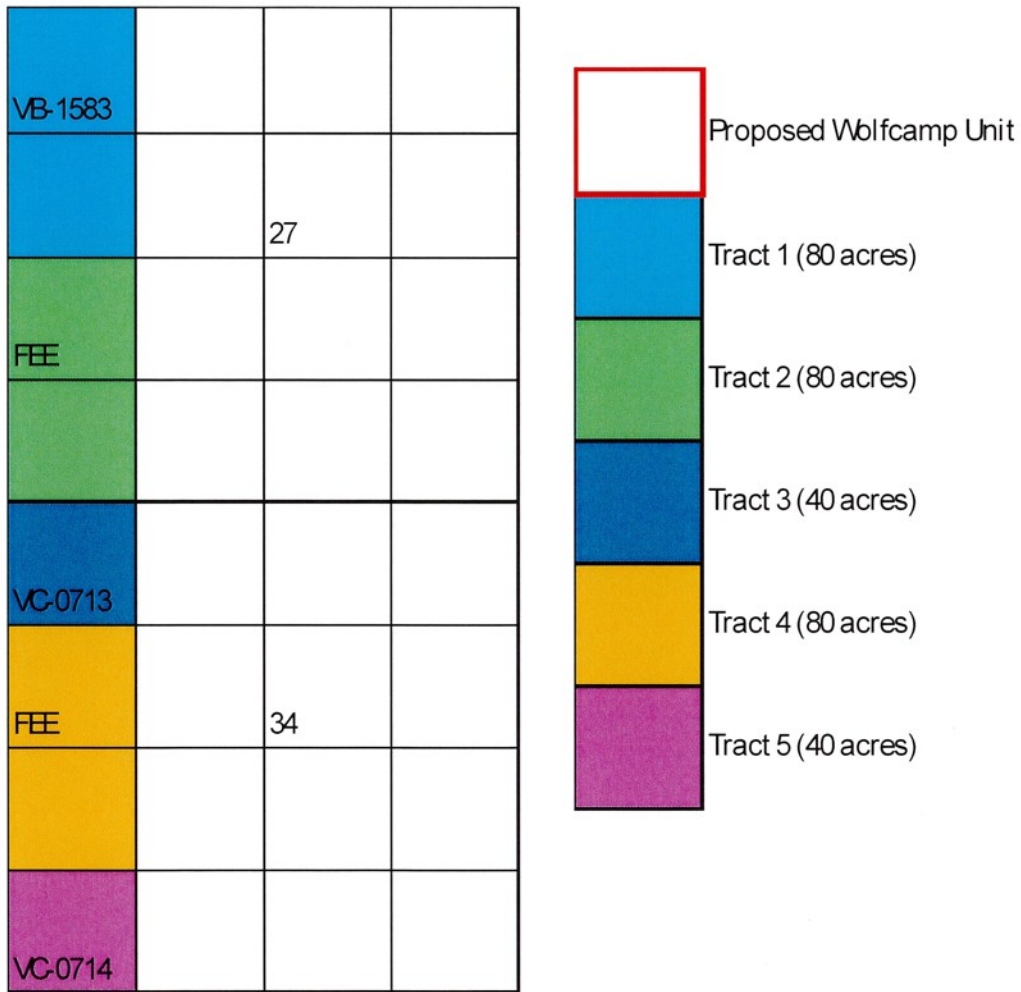 VB-1583
27
FEE
VC-0713
FEE
34
VC-0714
Proposed Wolfcamp Unit
Tract 1 (80 acres)
Tract 2 (80 acres)
Tract 3 (40 acres)
Tract 4 (80 acres)
Tract 5 (40 acres)